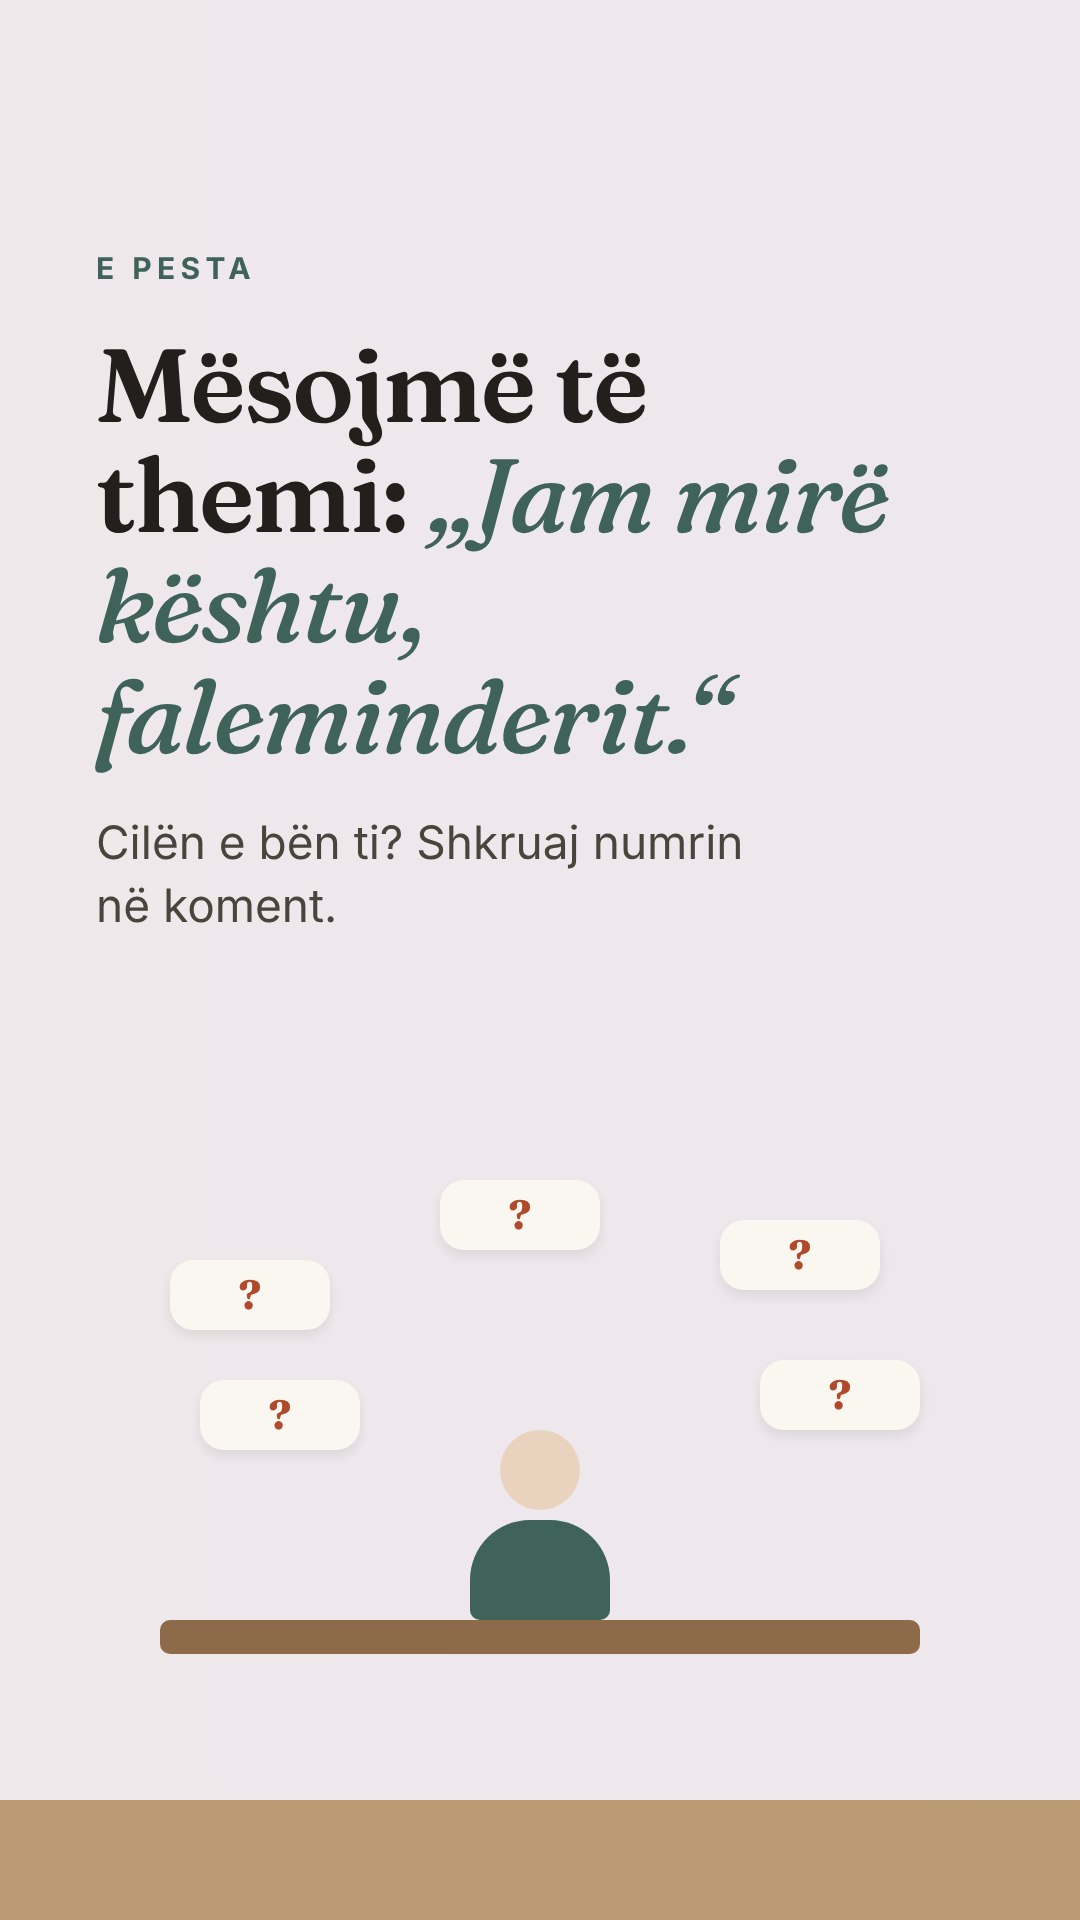 E PESTA
Mësojmë të
themi: „Jam mirë
kështu,
faleminderit.“
Cilën e bën ti? Shkruaj numrin
në koment.
?
?
?
?
?